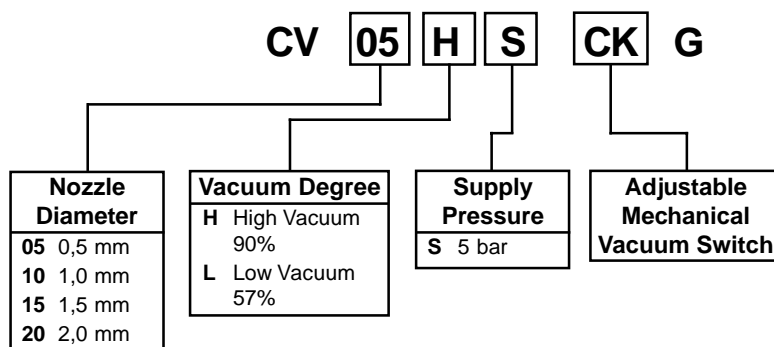 CV 05 H S CK G
Nozzle
Diameter
05 0,5 mm
10 1,0 mm
15 1,5 mm
20 2,0 mm
Vacuum Degree
H High Vacuum
90%
L Low Vacuum
57%
Supply
Pressure
S 5 bar
Adjustable
Mechanical
Vacuum Switch